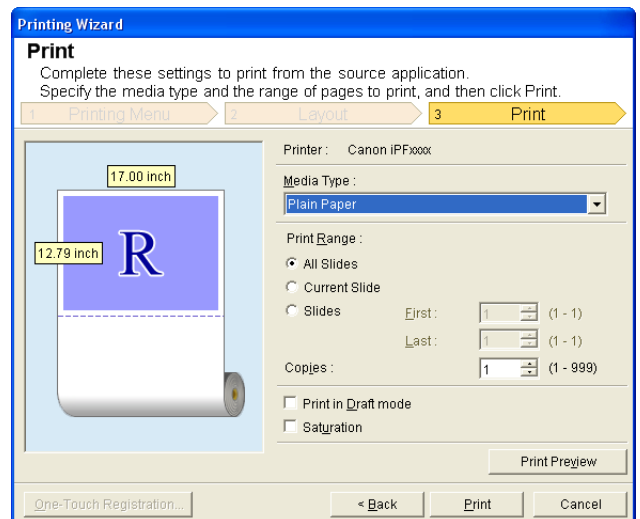 Printing Wizard
Print
Complete these settings to print from the source application.
Specify the media type and the range of pages to print, and then click Print.
1 Printing Menu 2 Layout 3 Print
Printer : Canon iPFxxxx
17.00 inch
Media Type :
Plain Paper
12.79 inch
R
Print Range :
All Slides
Current Slide
Slides First : 1 (1 - 1)
Last : 1 (1 - 1)
Copies : 1 (1 - 999)
Print in Draft mode
Saturation
Print Preview
One-Touch Registration...
< Back Print Cancel